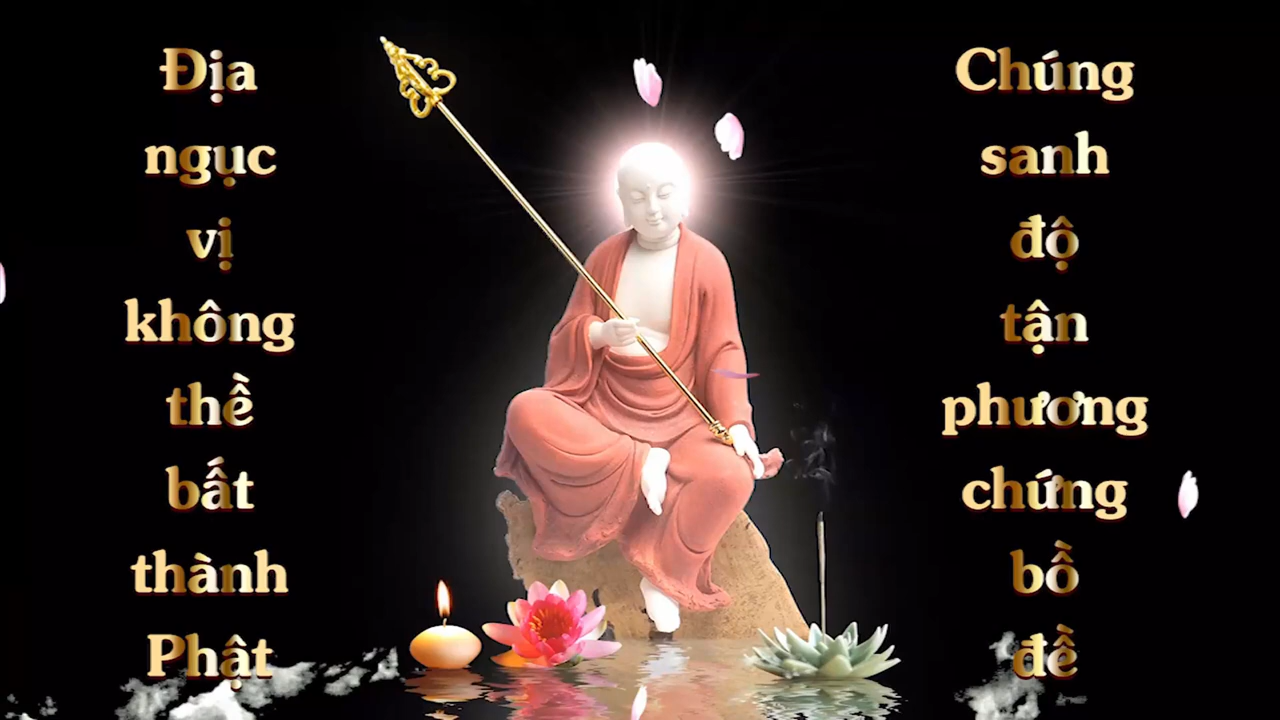 Địa
ngục
vị
không
thề
bất
thành
Phật
Chúng
sanh
độ
tận
phương
chứng
bồ
đề